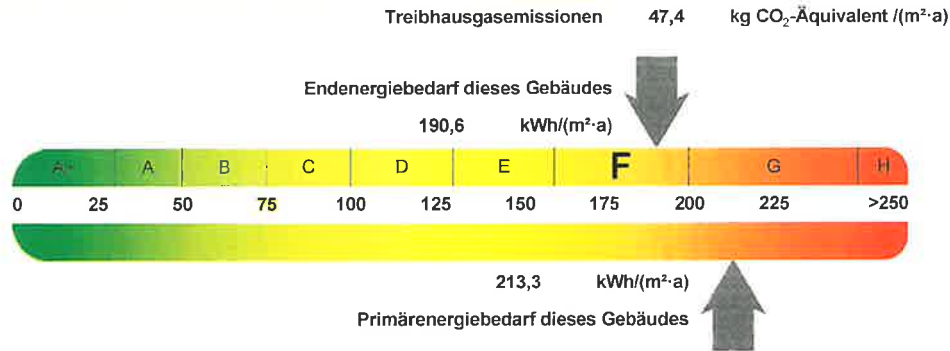 Treibhausgasemissionen 47,4 kg CO₂-Äquivalent /(m²·a)
Endenergiebedarf dieses Gebäudes
190,6 kWh/(m²·a)
A+ A B C D E F G H
0 25 50 75 100 125 150 175 200 225 >250
213,3 kWh/(m²·a)
Primärenergiebedarf dieses Gebäudes